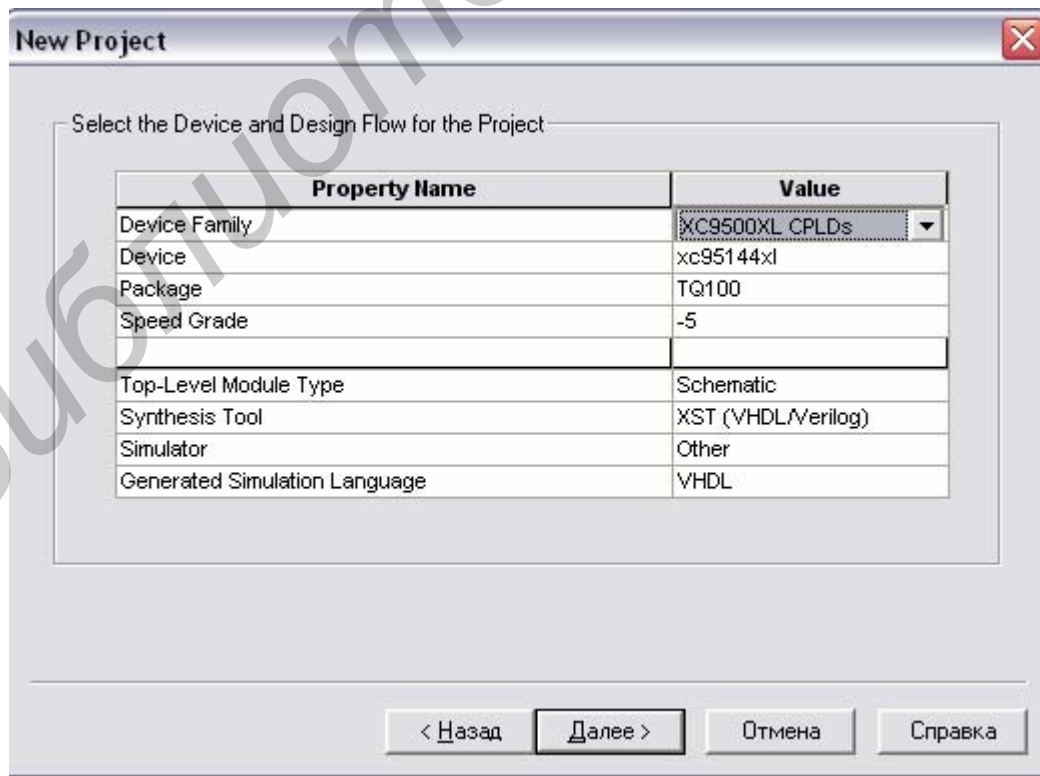 New Project
Select the Device and Design Flow for the Project
Property Name Value
Device Family XC9500XL CPLDs
Device xc95144xl
Package TQ100
Speed Grade -5
Top-Level Module Type Schematic
Synthesis Tool XST (VHDL/Verilog)
Simulator Other
Generated Simulation Language VHDL
< Назад Далее > Отмена Справка